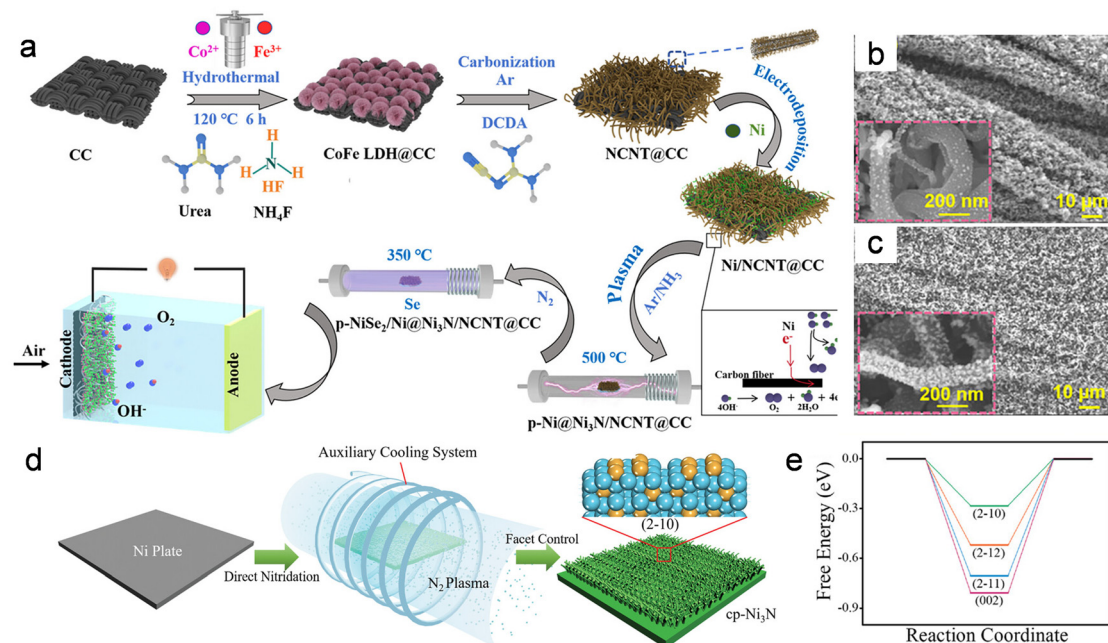 a
Co²⁺ Fe³⁺
Hydrothermal
120 °C 6 h
CC
Urea
H
N
H H
HF
NH₄F
CoFe LDH@CC
Carbonization
Ar
DCDA
NCNT@CC
Electrodeposition
Ni
Ni/NCNT@CC
Plasma
Ar/NH₃
500 °C
p-Ni@Ni₃N/NCNT@CC
Ni
e⁻
Carbon fiber
4OH⁻ O₂ + 2H₂O + 4e
N₂
350 °C
Se
p-NiSe₂/Ni@Ni₃N/NCNT@CC
Air
Cathode
O₂
OH⁻
Anode
b
200 nm
10 μm
c
200 nm
10 μm
d
Ni Plate
Direct Nitridation
Auxiliary Cooling System
N₂ Plasma
Facet Control
(2-10)
cp-Ni₃N
e
Free Energy (eV)
0.0
-0.3
-0.6
-0.9
(2-10)
(2-12)
(2-11)
(002)
Reaction Coordinate